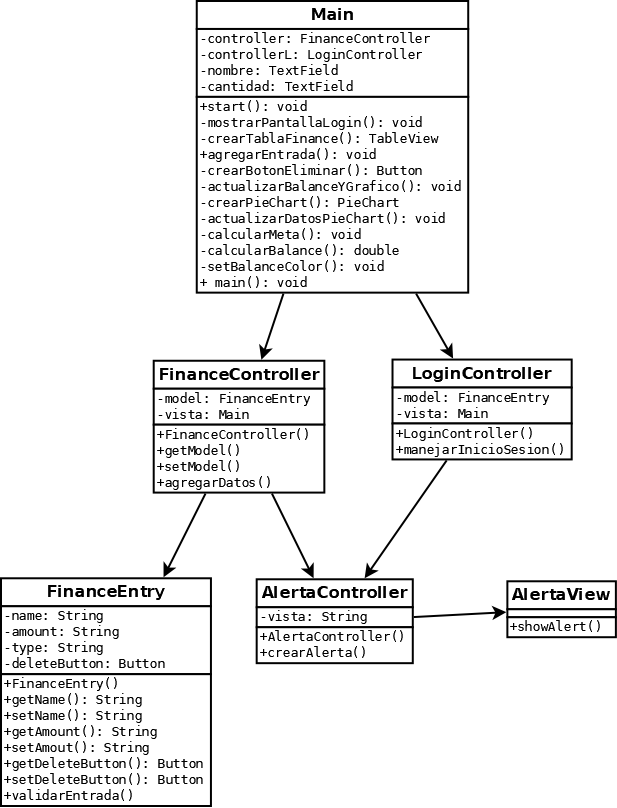 Main
-controller: FinanceController
-controllerL: LoginController
-nombre: TextField
-cantidad: TextField
+start(): void
-mostrarPantallaLogin(): void
-crearTablaFinance(): TableView
+agregarEntrada(): void
-crearBotonEliminar(): Button
-actualizarBalanceYGrafico(): void
-crearPieChart(): PieChart
-actualizarDatosPieChart(): void
-calcularMeta(): void
-calcularBalance(): double
-setBalanceColor(): void
+ main(): void
FinanceController
-model: FinanceEntry
-vista: Main
+FinanceController()
+getModel()
+setModel()
+agregarDatos()
LoginController
-model: FinanceEntry
-vista: Main
+LoginController()
+manejarInicioSesion()
FinanceEntry
-name: String
-amount: String
-type: String
-deleteButton: Button
+FinanceEntry()
+getName(): String
+setName(): String
+getAmount(): String
+setAmout(): String
+getDeleteButton(): Button
+setDeleteButton(): Button
+validarEntrada()
AlertaController
-vista: String
+AlertaController()
+crearAlerta()
AlertaView
+showAlert()